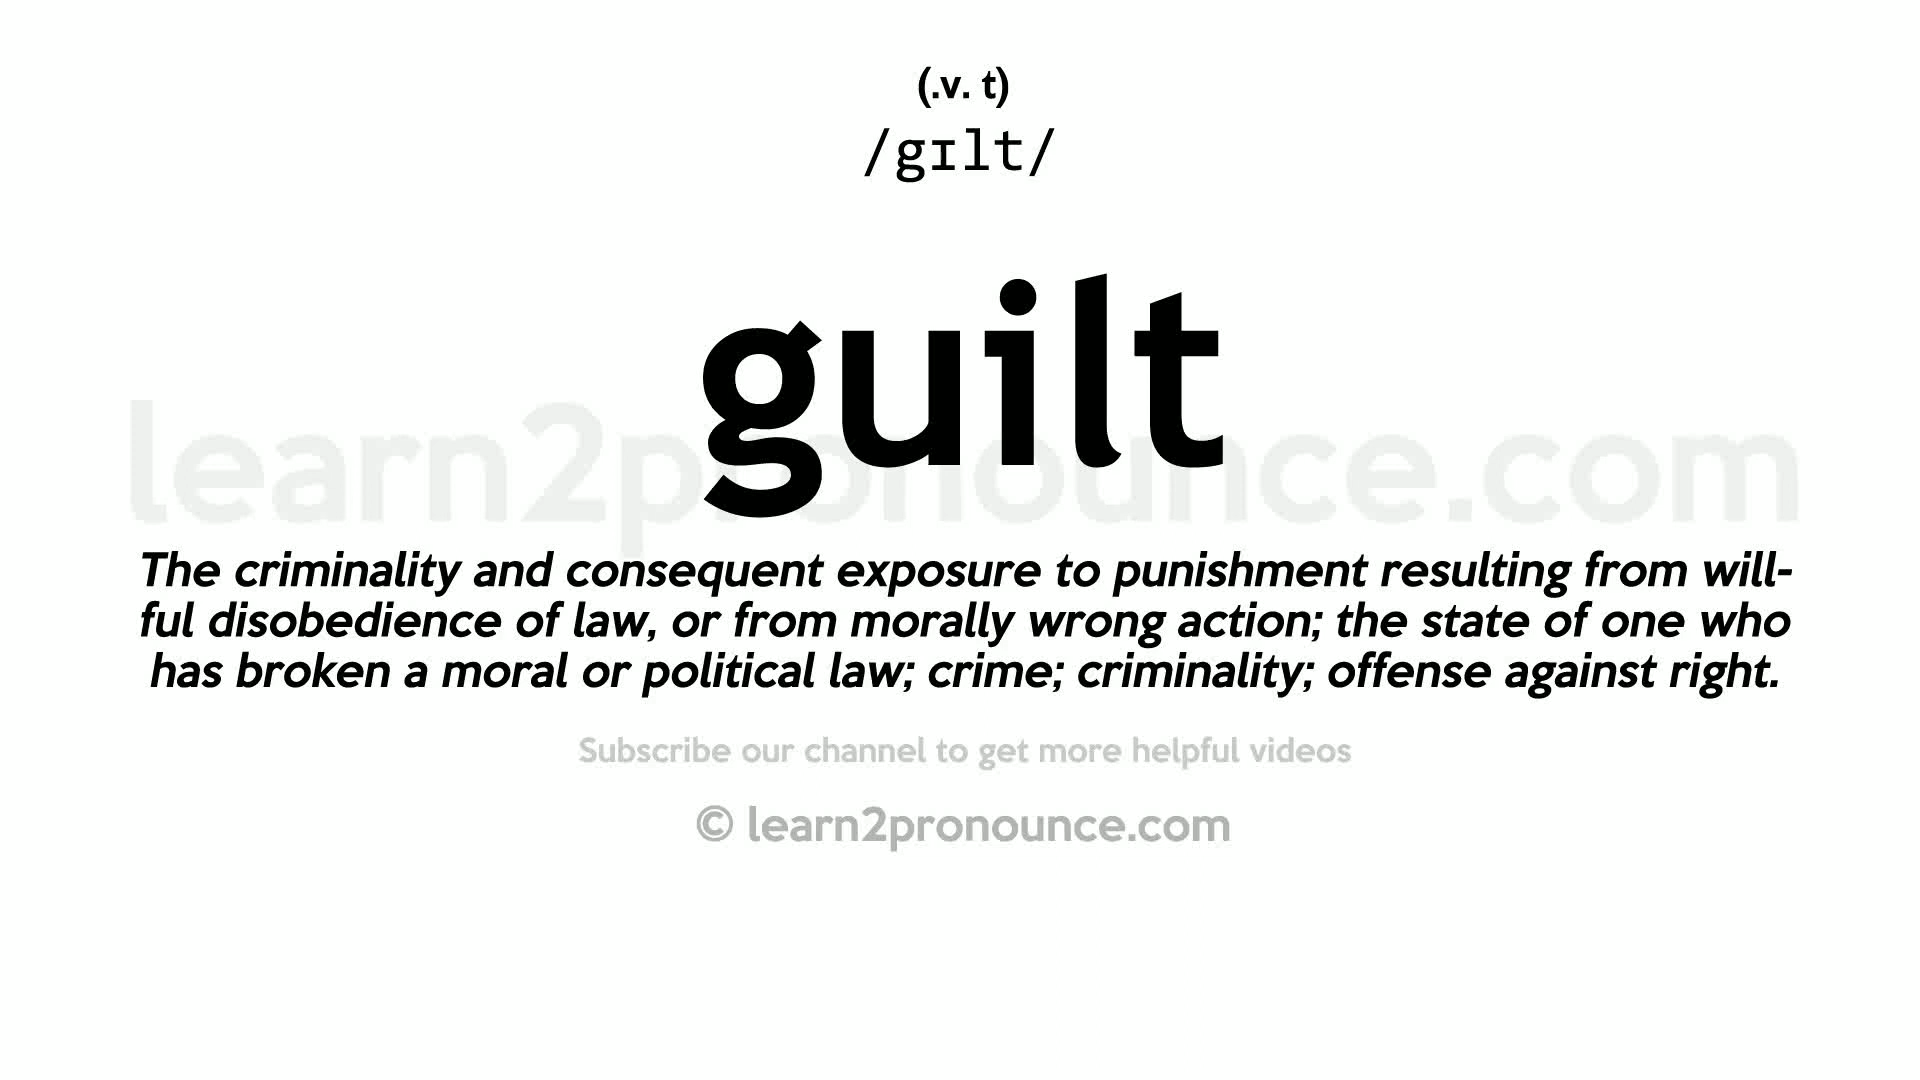 (.v. t)
/gɪlt/
guilt
learn2pronounce.com
The criminality and consequent exposure to punishment resulting from will-
ful disobedience of law, or from morally wrong action; the state of one who
has broken a moral or political law; crime; criminality; offense against right.
Subscribe our channel to get more helpful videos
© learn2pronounce.com